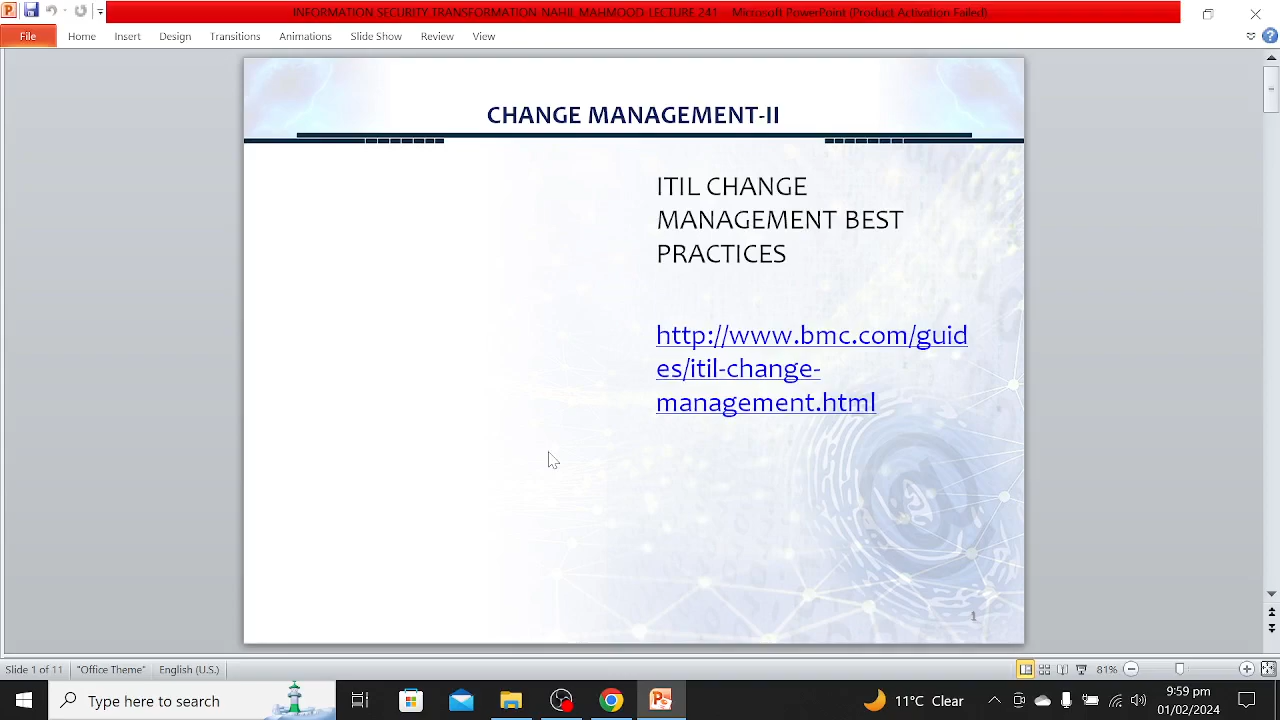 INFORMATION SECURITY TRANSFORMATION-NAHIL MAHMOOD-LECTURE 241 - Microsoft PowerPoint (Product Activation Failed)
File Home Insert Design Transitions Animations Slide Show Review View
CHANGE MANAGEMENT-II
ITIL CHANGE
MANAGEMENT BEST
PRACTICES
http://www.bmc.com/guid
es/itil-change-
management.html
1
Slide 1 of 11 "Office Theme" English (U.S.) 81%
Type here to search
11°C Clear
9:59 pm
01/02/2024